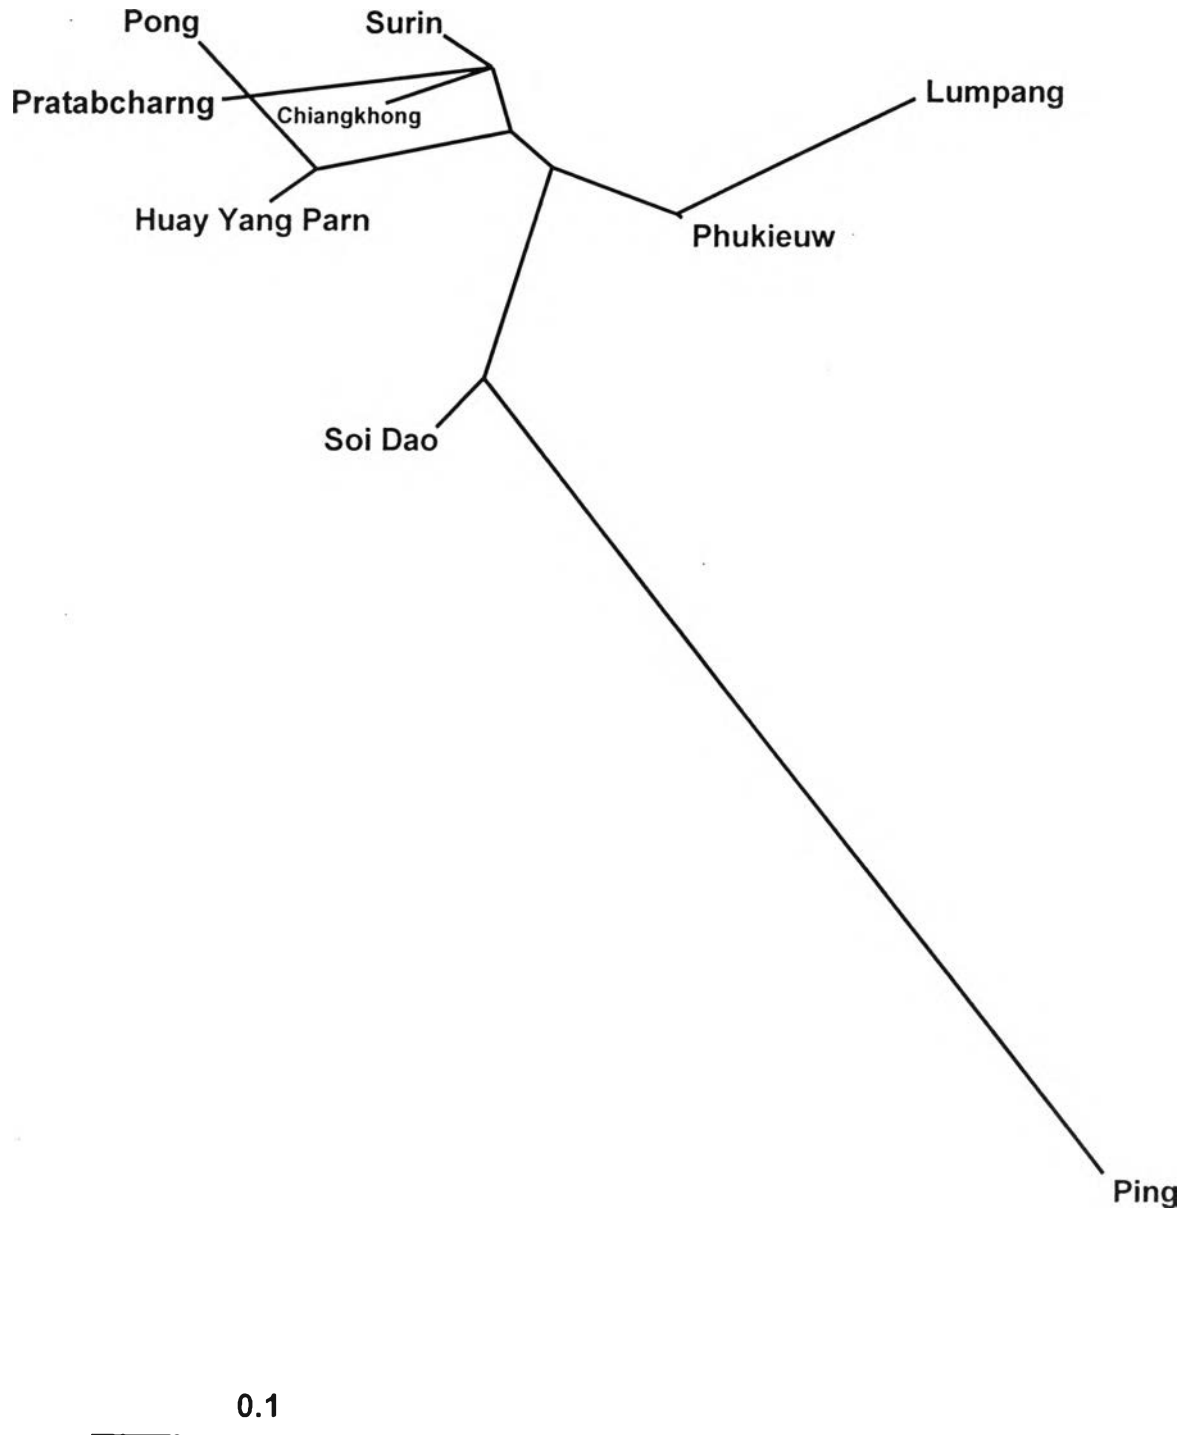 Pong
Surin
Pratabcharng
Chiangkhong
Lumpang
Huay Yang Parn
Phukieuw
Soi Dao
Ping
0.1